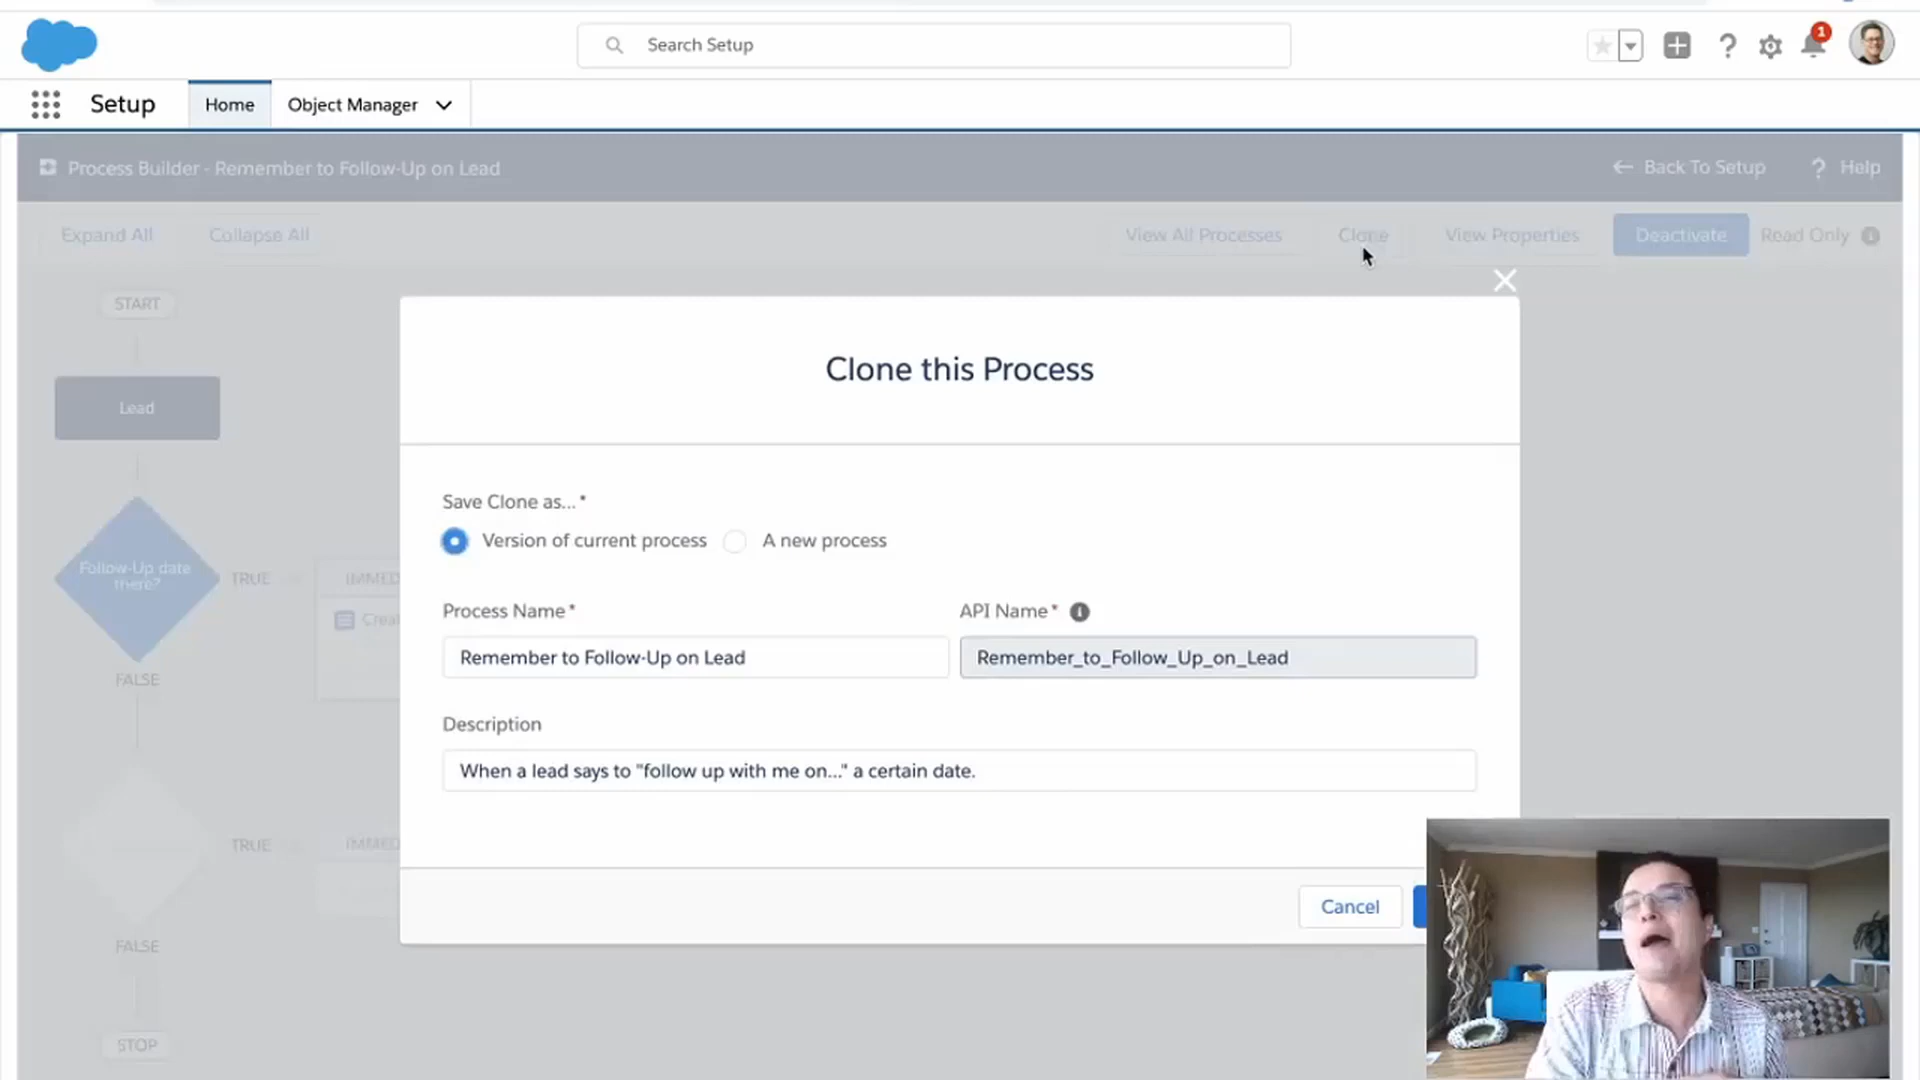 Search Setup
1
Setup
Home
Object Manager
Process Builder - Remember to Follow-Up on Lead
Back To Setup
? Help
Expand All
Collapse All
View All Processes
Clone
View Properties
Deactivate
Read Only
START
Lead
Follow-Up date
there?
TRUE
IMMED
Creat
FALSE
TRUE
IMMED
FALSE
STOP
Clone this Process
Save Clone as... *
Version of current process
A new process
Process Name *
API Name *
Remember to Follow-Up on Lead
Remember_to_Follow_Up_on_Lead
Description
When a lead says to "follow up with me on..." a certain date.
Cancel